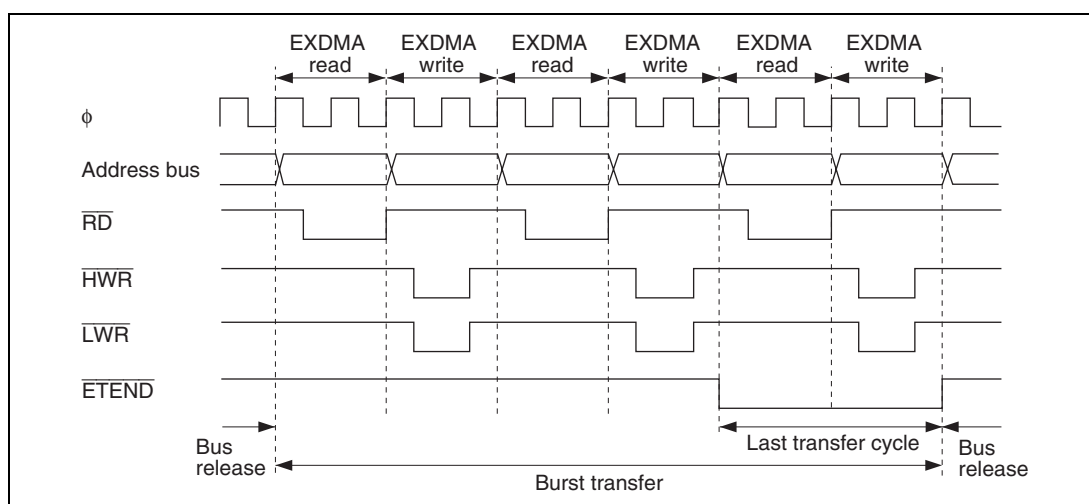 EXDMA read
EXDMA write
EXDMA read
EXDMA write
EXDMA read
EXDMA write
ϕ
Address bus
RD
HWR
LWR
ETEND
Bus release
Last transfer cycle
Bus release
Burst transfer